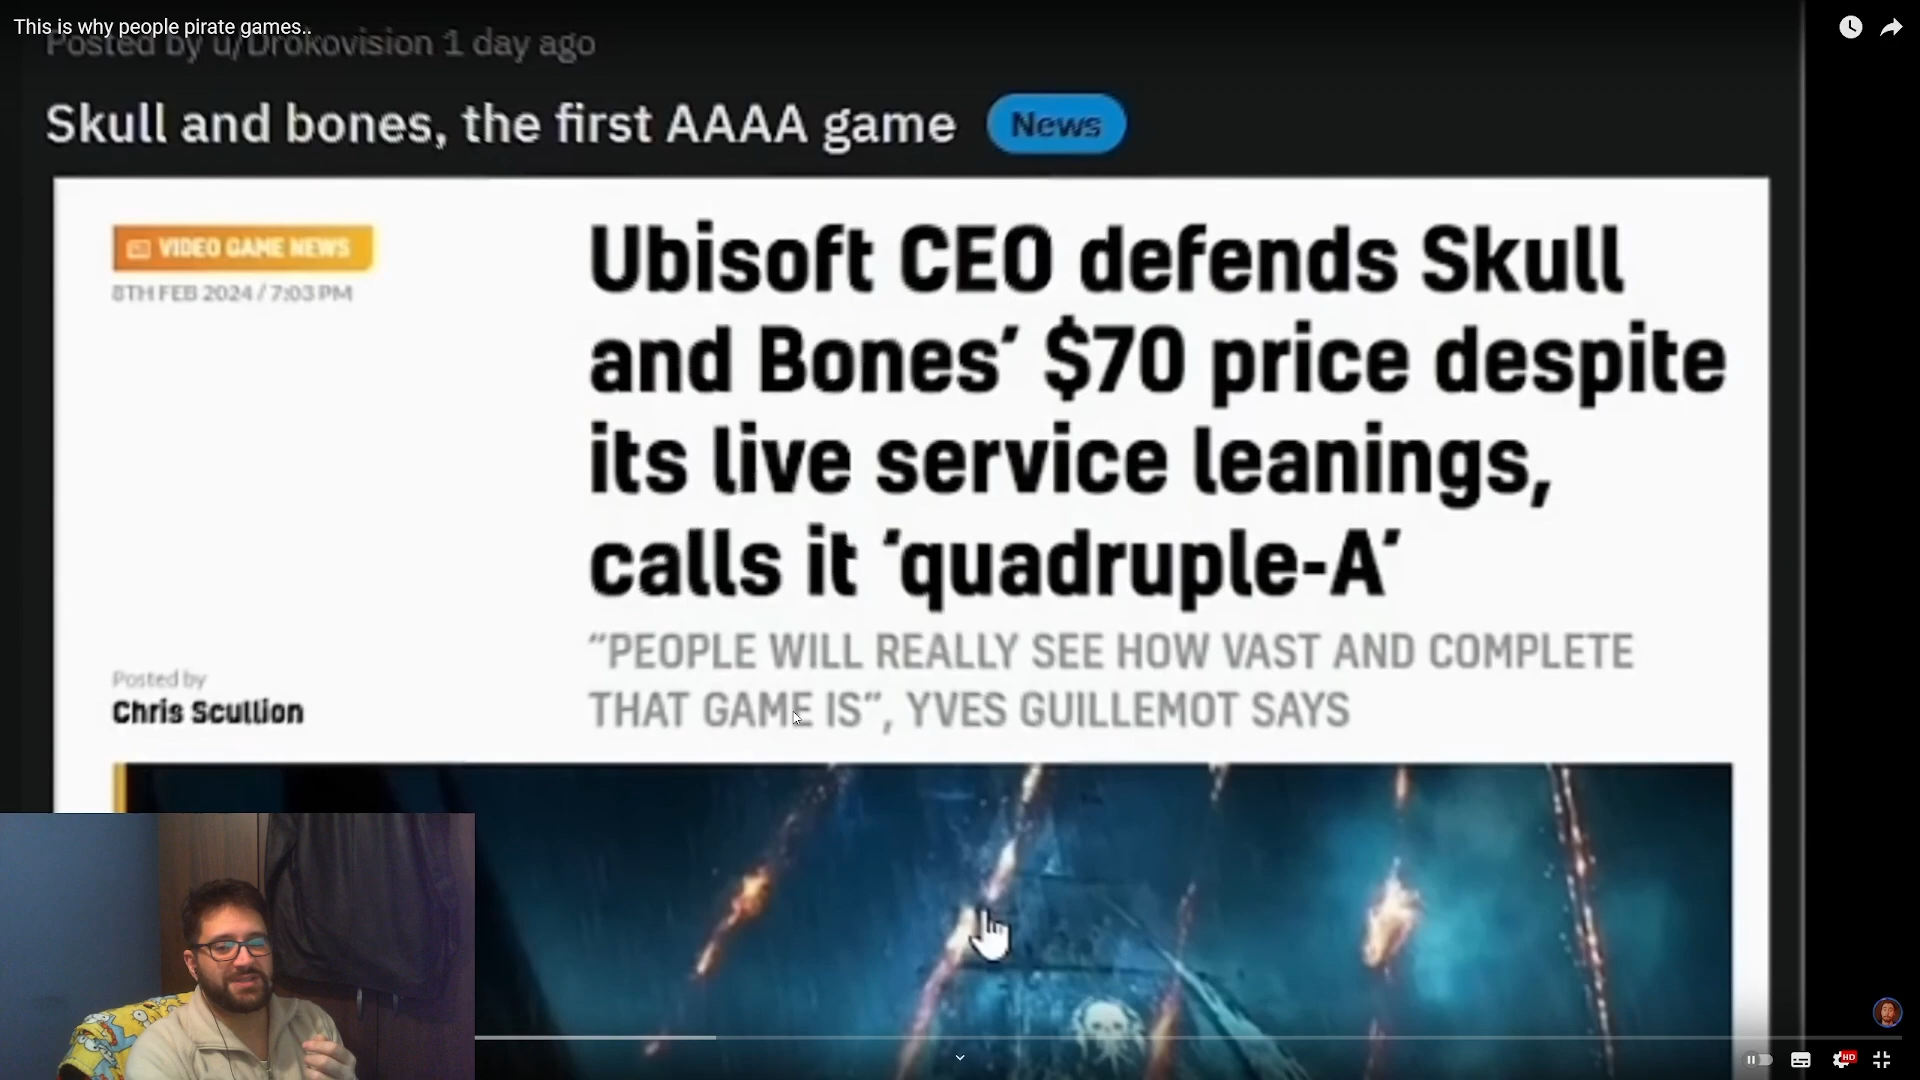 This is why people pirate games..
Posted by u/Drokovision 1 day ago
Skull and bones, the first AAAA game
News
VIDEO GAME NEWS
8TH FEB 2024 / 7:03 PM
Ubisoft CEO defends Skull
and Bones’ $70 price despite
its live service leanings,
calls it ‘quadruple-A’
“PEOPLE WILL REALLY SEE HOW VAST AND COMPLETE
THAT GAME IS”, YVES GUILLEMOT SAYS
Posted by
Chris Scullion
HD